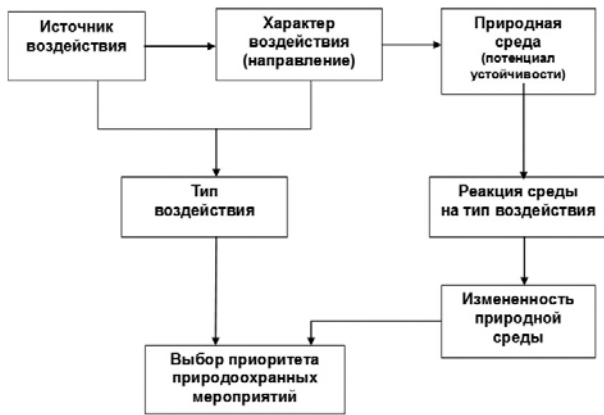 Источник
воздействия
Характер
воздействия
(направление)
Природная
среда
(потенциал
устойчивости)
Тип
воздействия
Реакция среды
на тип воздействия
Измененность
природной
среды
Выбор приоритета
природоохранных
мероприятий